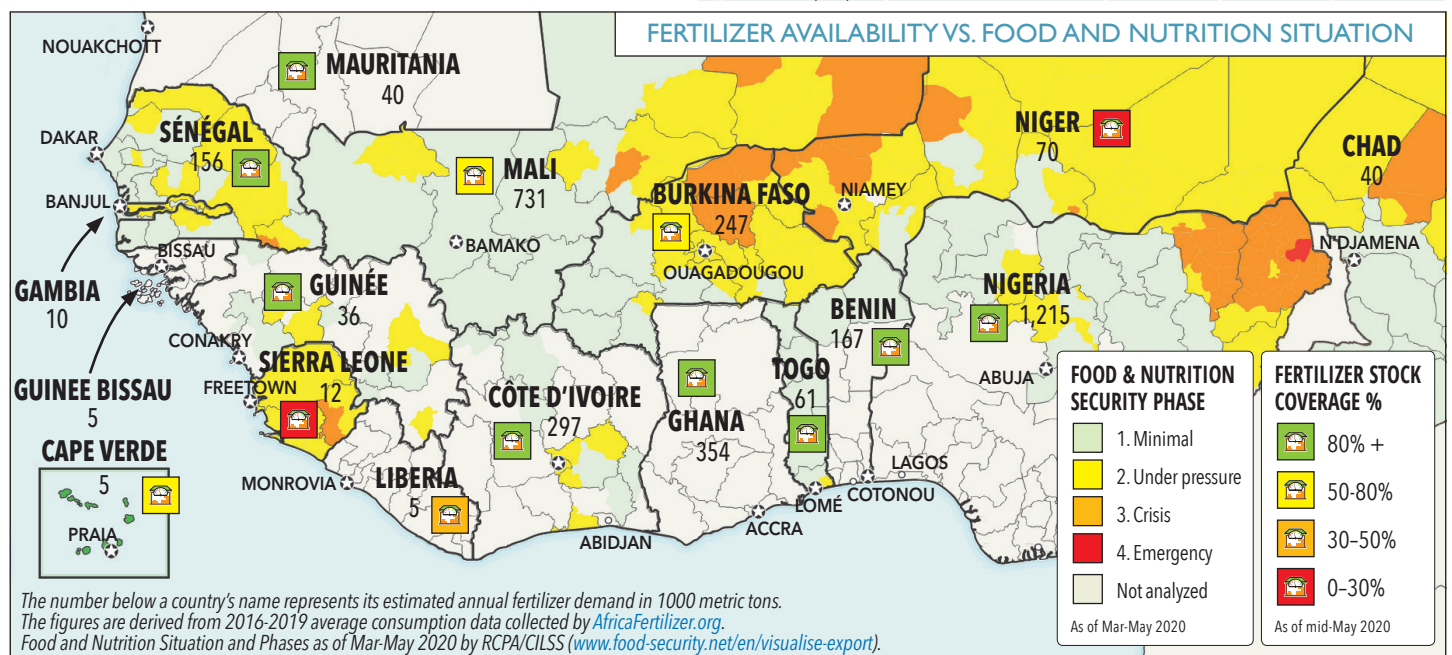 FERTILIZER AVAILABILITY VS. FOOD AND NUTRITION SITUATION
NOUAKCHOTT
MAURITANIA
40
DAKAR
SÉNÉGAL
156
MALI
731
NIGER
70
CHAD
40
BURKINA FASO
247
NIAMEY
BANJUL
BAMAKO
OUAGADOUGOU
N'DJAMENA
BISSAU
GAMBIA
10
GUINÉE
36
NIGERIA
1,215
BENIN
167
CONAKRY
SIERRA LEONE
12
FREETOWN
TOGO
61
ABUJA
GUINEE BISSAU
5
CÔTE D'IVOIRE
297
GHANA
354
CAPE VERDE
5
PRAIA
MONROVIA
LIBERIA
5
LAGOS
LOMÉ
COTONOU
ACCRA
ABIDJAN
FOOD & NUTRITION
SECURITY PHASE
1. Minimal
2. Under pressure
3. Crisis
4. Emergency
Not analyzed
As of Mar-May 2020
FERTILIZER STOCK
COVERAGE %
80% +
50-80%
30–50%
0–30%
As of mid-May 2020
The number below a country's name represents its estimated annual fertilizer demand in 1000 metric tons.
The figures are derived from 2016-2019 average consumption data collected by AfricaFertilizer.org.
Food and Nutrition Situation and Phases as of Mar-May 2020 by RCPA/CILSS (www.food-security.net/en/visualise-export).